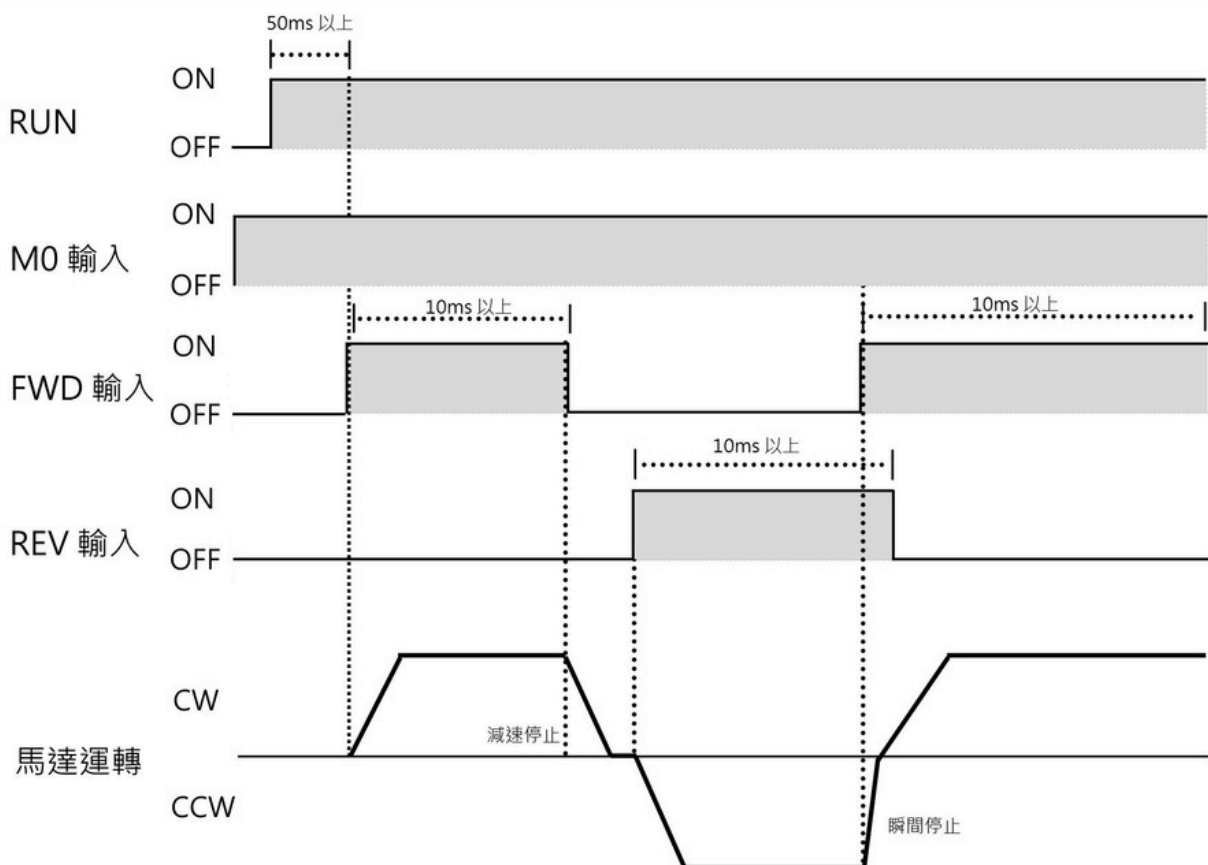 50ms 以上
ON
RUN
OFF
ON
M0 輸入
OFF
10ms 以上
10ms 以上
ON
FWD 輸入
OFF
10ms 以上
ON
REV 輸入
OFF
CW
減速停止
馬達運轉
CCW
瞬間停止